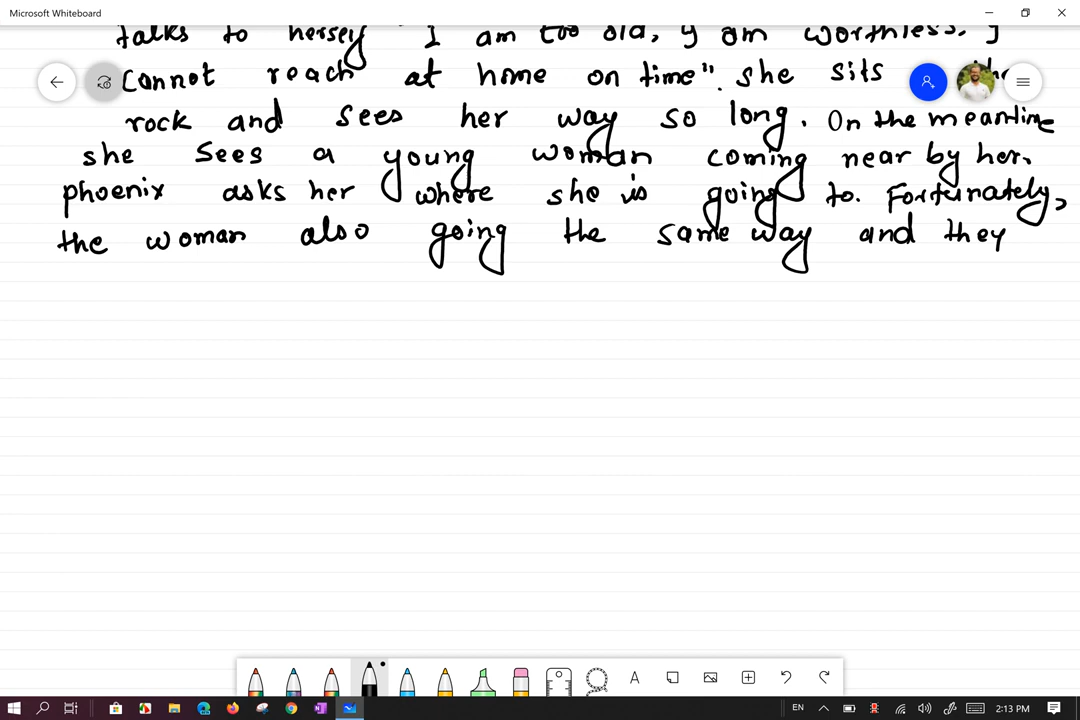 Microsoft Whiteboard
talks to herself "I am too old, I am worthless. I
cannot reach at home on time". she sits
rock and sees her way so long. On the meantime
she sees a young woman coming near by her.
phoenix asks her where she is going to. Fortunately,
the woman also going the same way and they
EN 2:13 PM